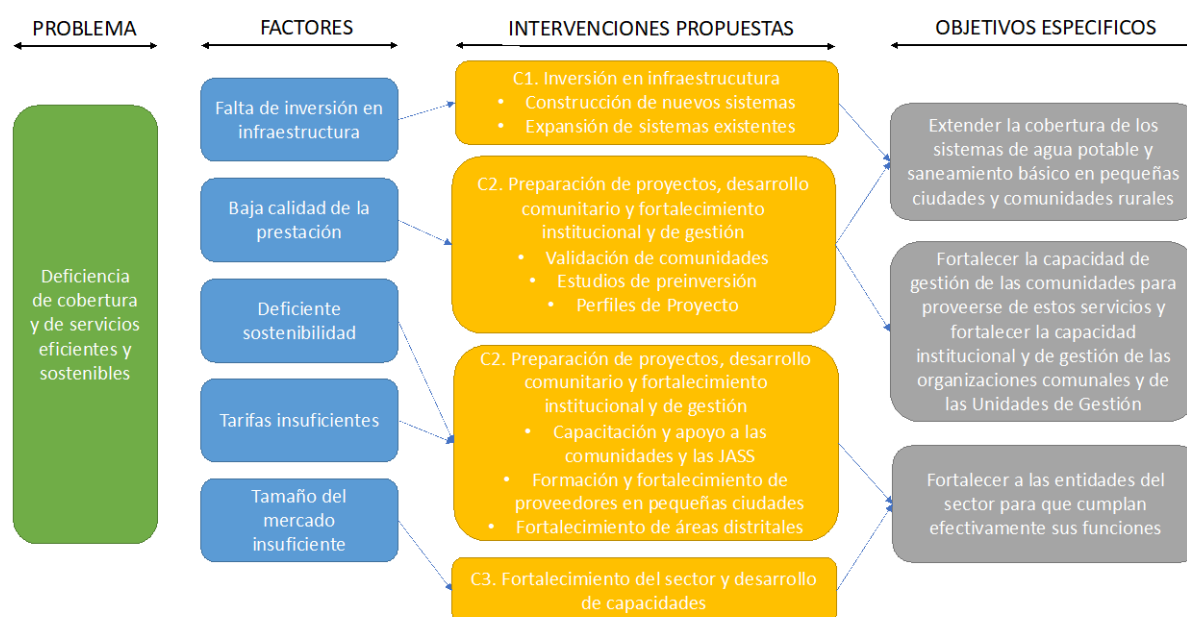 PROBLEMA
FACTORES
INTERVENCIONES PROPUESTAS
OBJETIVOS ESPECIFICOS
Deficiencia
de cobertura
y de servicios
eficientes y
sostenibles
Falta de inversión en
infraestructura
Baja calidad de la
prestación
Deficiente
sostenibilidad
Tarifas insuficientes
Tamaño del
mercado
insuficiente
C1. Inversión en infraestrucutura
• Construcción de nuevos sistemas
• Expansión de sistemas existentes
C2. Preparación de proyectos, desarrollo
comunitario y fortalecimiento
institucional y de gestión
• Validación de comunidades
• Estudios de preinversión
• Perfiles de Proyecto
C2. Preparación de proyectos, desarrollo
comunitario y fortalecimiento
institucional y de gestión
• Capacitación y apoyo a las
comunidades y las JASS
• Formación y fortalecimiento de
proveedores en pequeñas ciudades
• Fortalecimiento de áreas distritales
C3. Fortalecimiento del sector y desarrollo
de capacidades
Extender la cobertura de los
sistemas de agua potable y
saneamiento básico en pequeñas
ciudades y comunidades rurales
Fortalecer la capacidad de
gestión de las comunidades para
proveerse de estos servicios y
fortalecer la capacidad
institucional y de gestión de las
organizaciones comunales y de
las Unidades de Gestión
Fortalecer a las entidades del
sector para que cumplan
efectivamente sus funciones